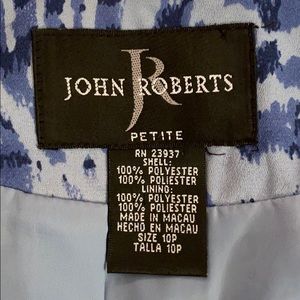 JR
JOHN ROBERTS
PETITE
RN 23937
SHELL:
100% POLYESTER
100% POLIESTER
LINING:
100% POLYESTER
100% POLIESTER
MADE IN MACAU
HECHO EN MACAU
SIZE 10P
TALLA 10P